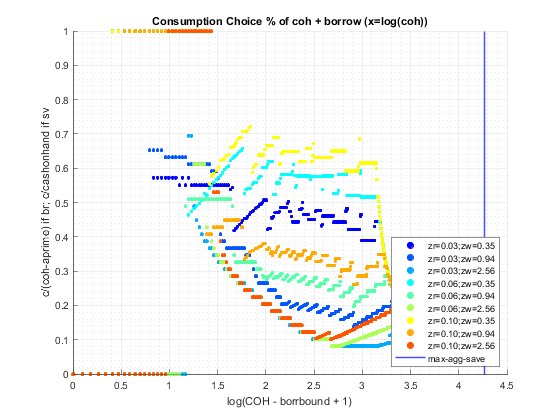 Consumption Choice % of coh + borrow (x=log(coh))
c/(coh-aprime) if br; c/cashonhand if sv
1
0.9
0.8
0.7
0.6
0.5
0.4
0.3
0.2
0.1
0
0 0.5 1 1.5 2 2.5 3 3.5 4 4.5
log(COH - borrbound + 1)
zr=0.03;zw=0.35
zr=0.03;zw=0.94
zr=0.03;zw=2.56
zr=0.06;zw=0.35
zr=0.06;zw=0.94
zr=0.06;zw=2.56
zr=0.10;zw=0.35
zr=0.10;zw=0.94
zr=0.10;zw=2.56
max-agg-save